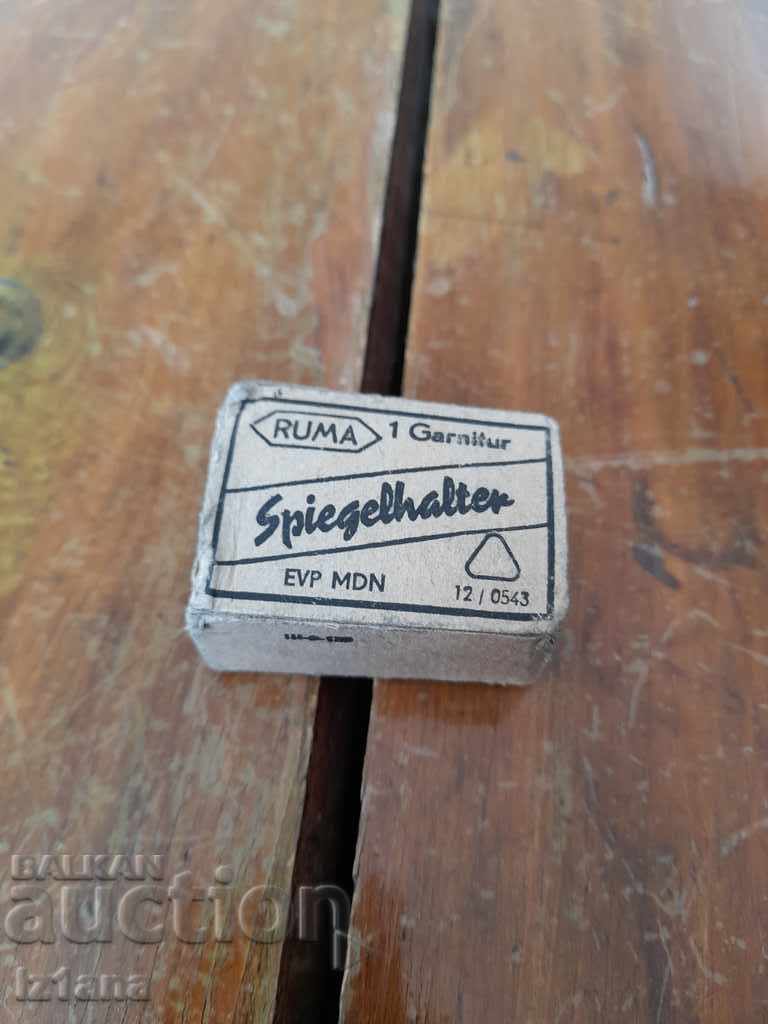 RUMA 1 Garnitur
Spiegelhalter
EVP MDN
12 / 0543
BALKAN
auction
iz1ana